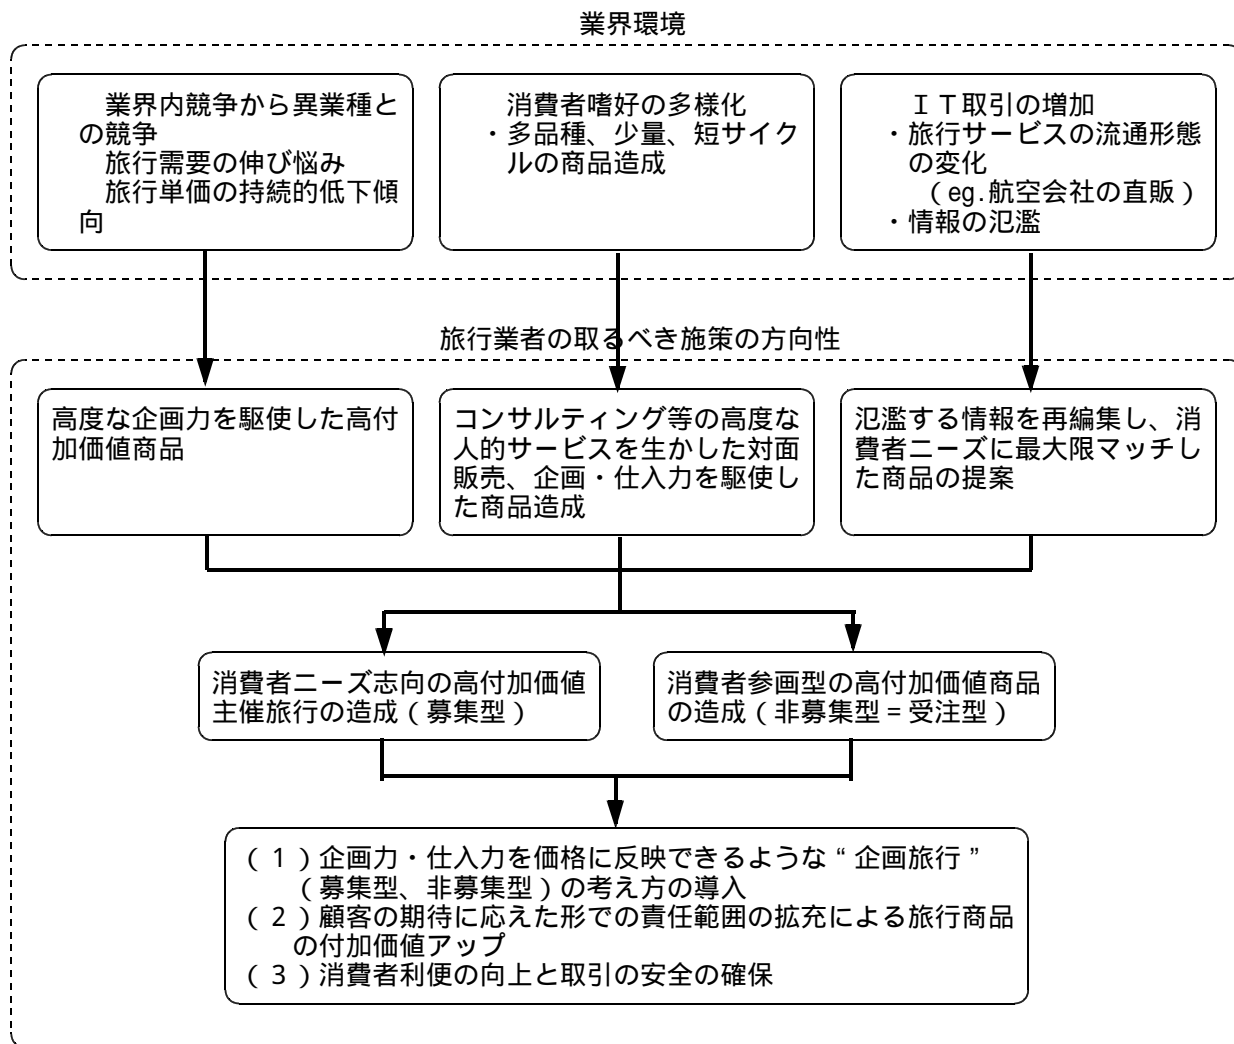 業界環境
業界内競争から異業種と
の競争
旅行需要の伸び悩み
旅行単価の持続的低下傾
向
消費者嗜好の多様化
・多品種、少量、短サイク
ルの商品造成
ＩＴ取引の増加
・旅行サービスの流通形態
の変化
（eg.航空会社の直販）
・情報の氾濫
旅行業者の取るべき施策の方向性
高度な企画力を駆使した高付
加価値商品
コンサルティング等の高度な
人的サービスを生かした対面
販売、企画・仕入力を駆使し
た商品造成
氾濫する情報を再編集し、消
費者ニーズに最大限マッチし
た商品の提案
消費者ニーズ志向の高付加価値
主催旅行の造成（募集型）
消費者参画型の高付加価値商品
の造成（非募集型＝受注型）
（１）企画力・仕入力を価格に反映できるような“企画旅行”
（募集型、非募集型）の考え方の導入
（２）顧客の期待に応えた形での責任範囲の拡充による旅行商品
の付加価値アップ
（３）消費者利便の向上と取引の安全の確保